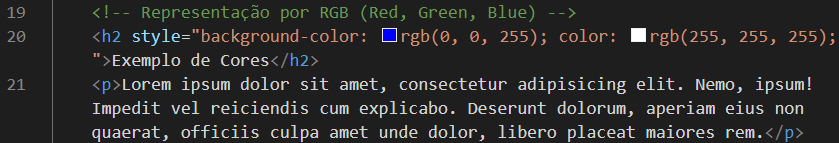 19 <!-- Representação por RGB (Red, Green, Blue) -->
20 <h2 style="background-color: rgb(0, 0, 255); color: rgb(255, 255, 255);
">Exemplo de Cores</h2>
21 <p>Lorem ipsum dolor sit amet, consectetur adipisicing elit. Nemo, ipsum!
Impedit vel reiciendis cum explicabo. Deserunt dolorum, aperiam eius non
quaerat, officiis culpa amet unde dolor, libero placeat maiores rem.</p>